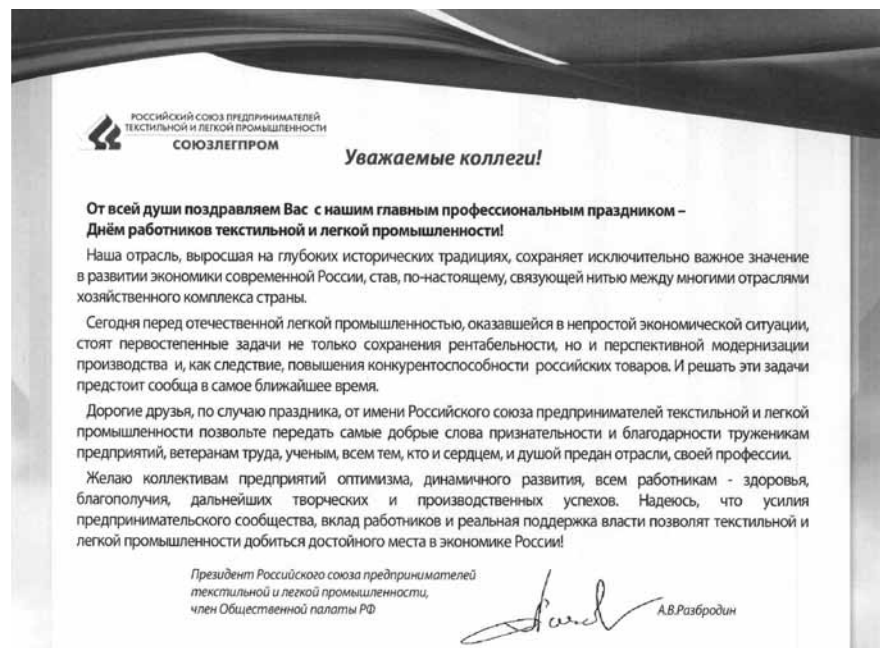 РОССИЙСКИЙ СОЮЗ ПРЕДПРИНИМАТЕЛЕЙ
ТЕКСТИЛЬНОЙ И ЛЕГКОЙ ПРОМЫШЛЕННОСТИ
СОЮЗЛЕГПРОМ
Уважаемые коллеги!
От всей души поздравляем Вас с нашим главным профессиональным праздником –
Днём работников текстильной и легкой промышленности!
Наша отрасль, выросшая на глубоких исторических традициях, сохраняет исключительно важное значение
в развитии экономики современной России, став, по-настоящему, связующей нитью между многими отраслями
хозяйственного комплекса страны.
Сегодня перед отечественной легкой промышленностью, оказавшейся в непростой экономической ситуации,
стоят первостепенные задачи не только сохранения рентабельности, но и перспективной модернизации
производства и, как следствие, повышения конкурентоспособности российских товаров. И решать эти задачи
предстоит сообща в самое ближайшее время.
Дорогие друзья, по случаю праздника, от имени Российского союза предпринимателей текстильной и легкой
промышленности позвольте передать самые добрые слова признательности и благодарности труженикам
предприятий, ветеранам труда, ученым, всем тем, кто и сердцем, и душой предан отрасли, своей профессии.
Желаю коллективам предприятий оптимизма, динамичного развития, всем работникам - здоровья,
благополучия, дальнейших творческих и производственных успехов. Надеюсь, что усилия
предпринимательского сообщества, вклад работников и реальная поддержка власти позволят текстильной и
легкой промышленности добиться достойного места в экономике России!
Президент Российского союза предпринимателей
текстильной и легкой промышленности,
член Общественной палаты РФ
А.В.Разбродин